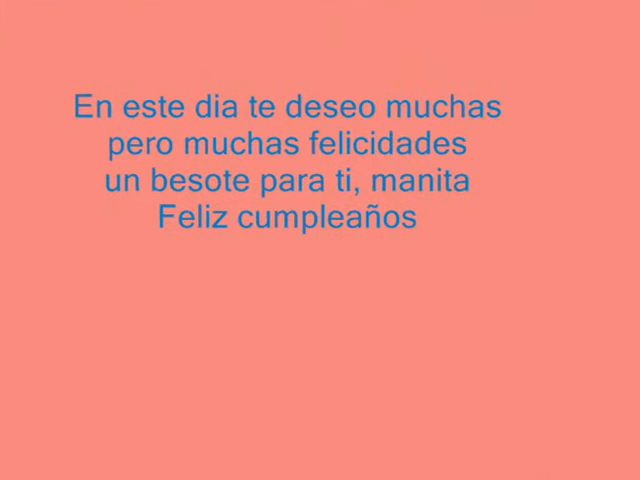 En este dia te deseo muchas
pero muchas felicidades
un besote para ti, manita
Feliz cumpleaños